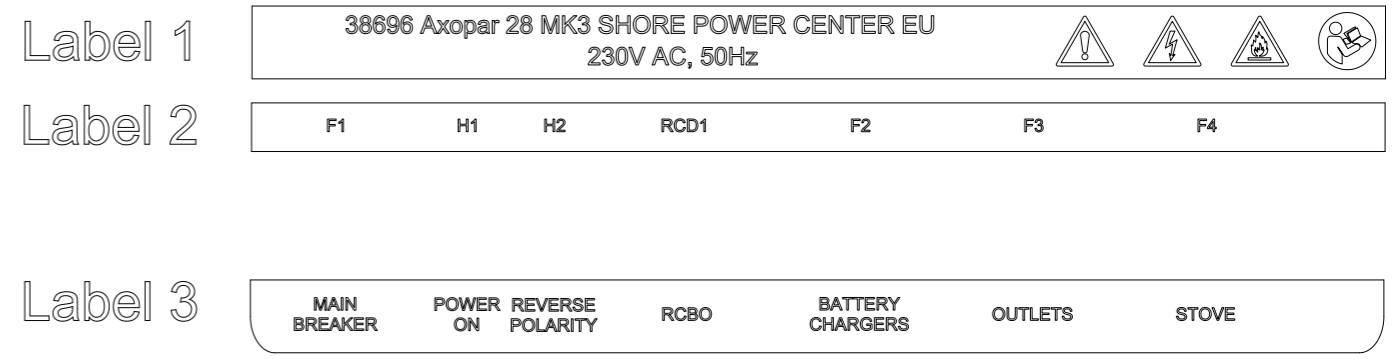 Label 1
38696 Axopar 28 MK3 SHORE POWER CENTER EU
230V AC, 50Hz
Label 2
F1 H1 H2 RCD1 F2 F3 F4
Label 3
MAIN BREAKER
POWER ON
REVERSE POLARITY
RCBO
BATTERY CHARGERS
OUTLETS
STOVE